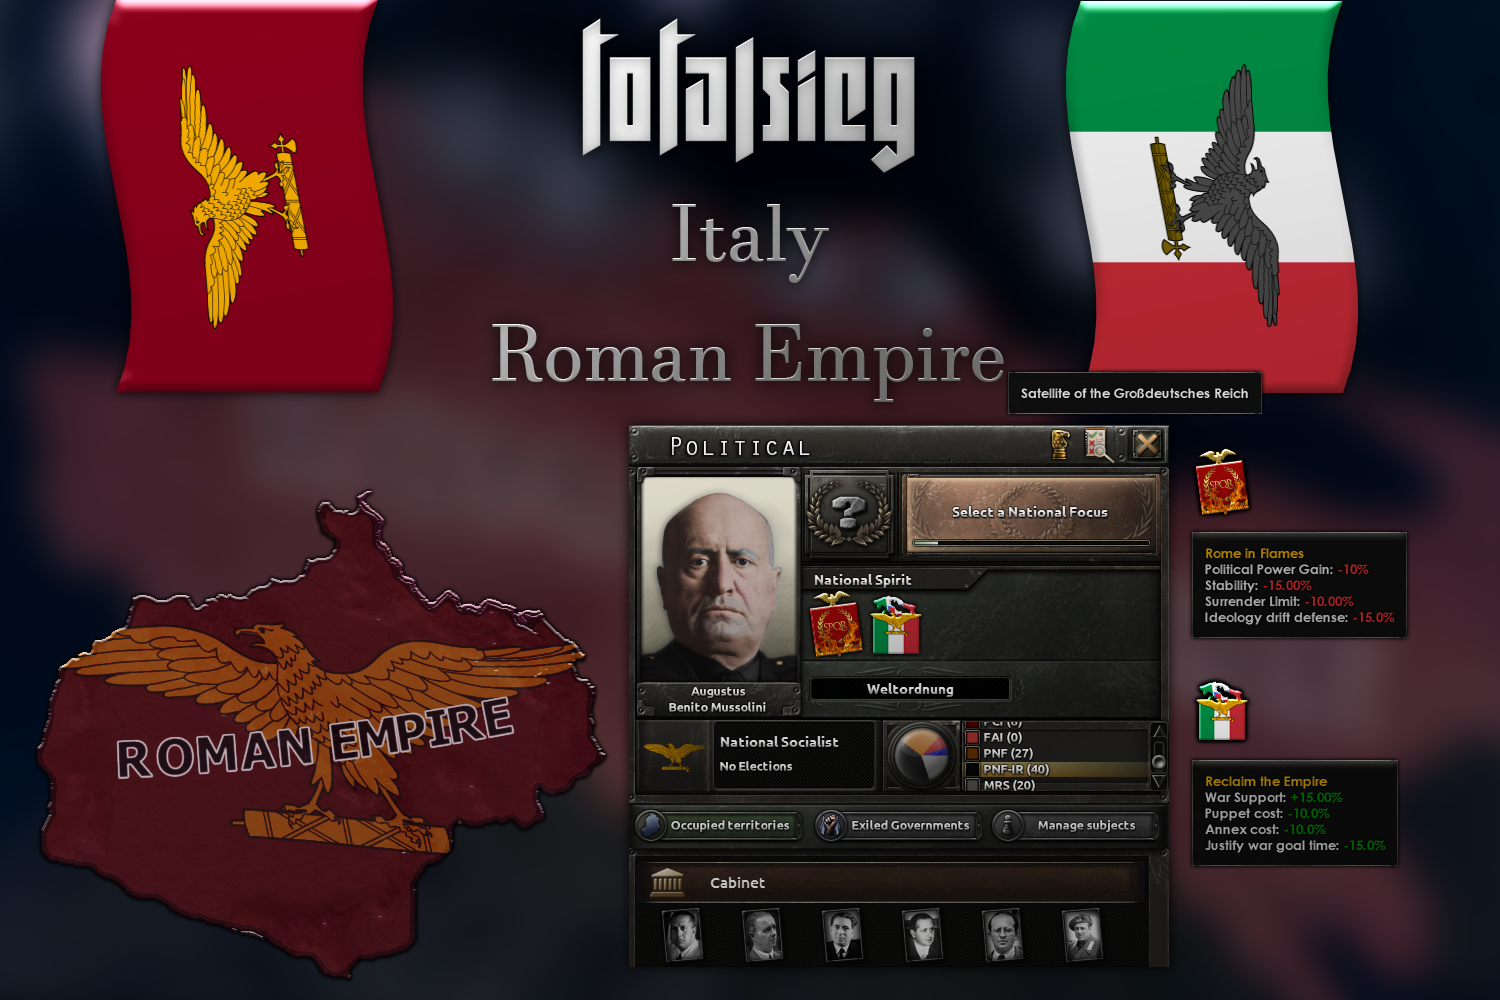 totalsieg
Italy
Roman Empire
Satellite of the Großdeutsches Reich
POLITICAL
Select a National Focus
National Spirit
SPQR
Augustus
Benito Mussolini
Weltordnung
National Socialist
No Elections
PCI (8)
FAI (0)
PNF (27)
PNF-IR (40)
MRS (20)
Occupied territories
Exiled Governments
Manage subjects
Cabinet
SPQR
Rome in Flames
Political Power Gain: -10%
Stability: -15.00%
Surrender Limit: -10.00%
Ideology drift defense: -15.0%
Reclaim the Empire
War Support: +15.00%
Puppet cost: -10.0%
Annex cost: -10.0%
Justify war goal time: -15.0%
ROMAN EMPIRE